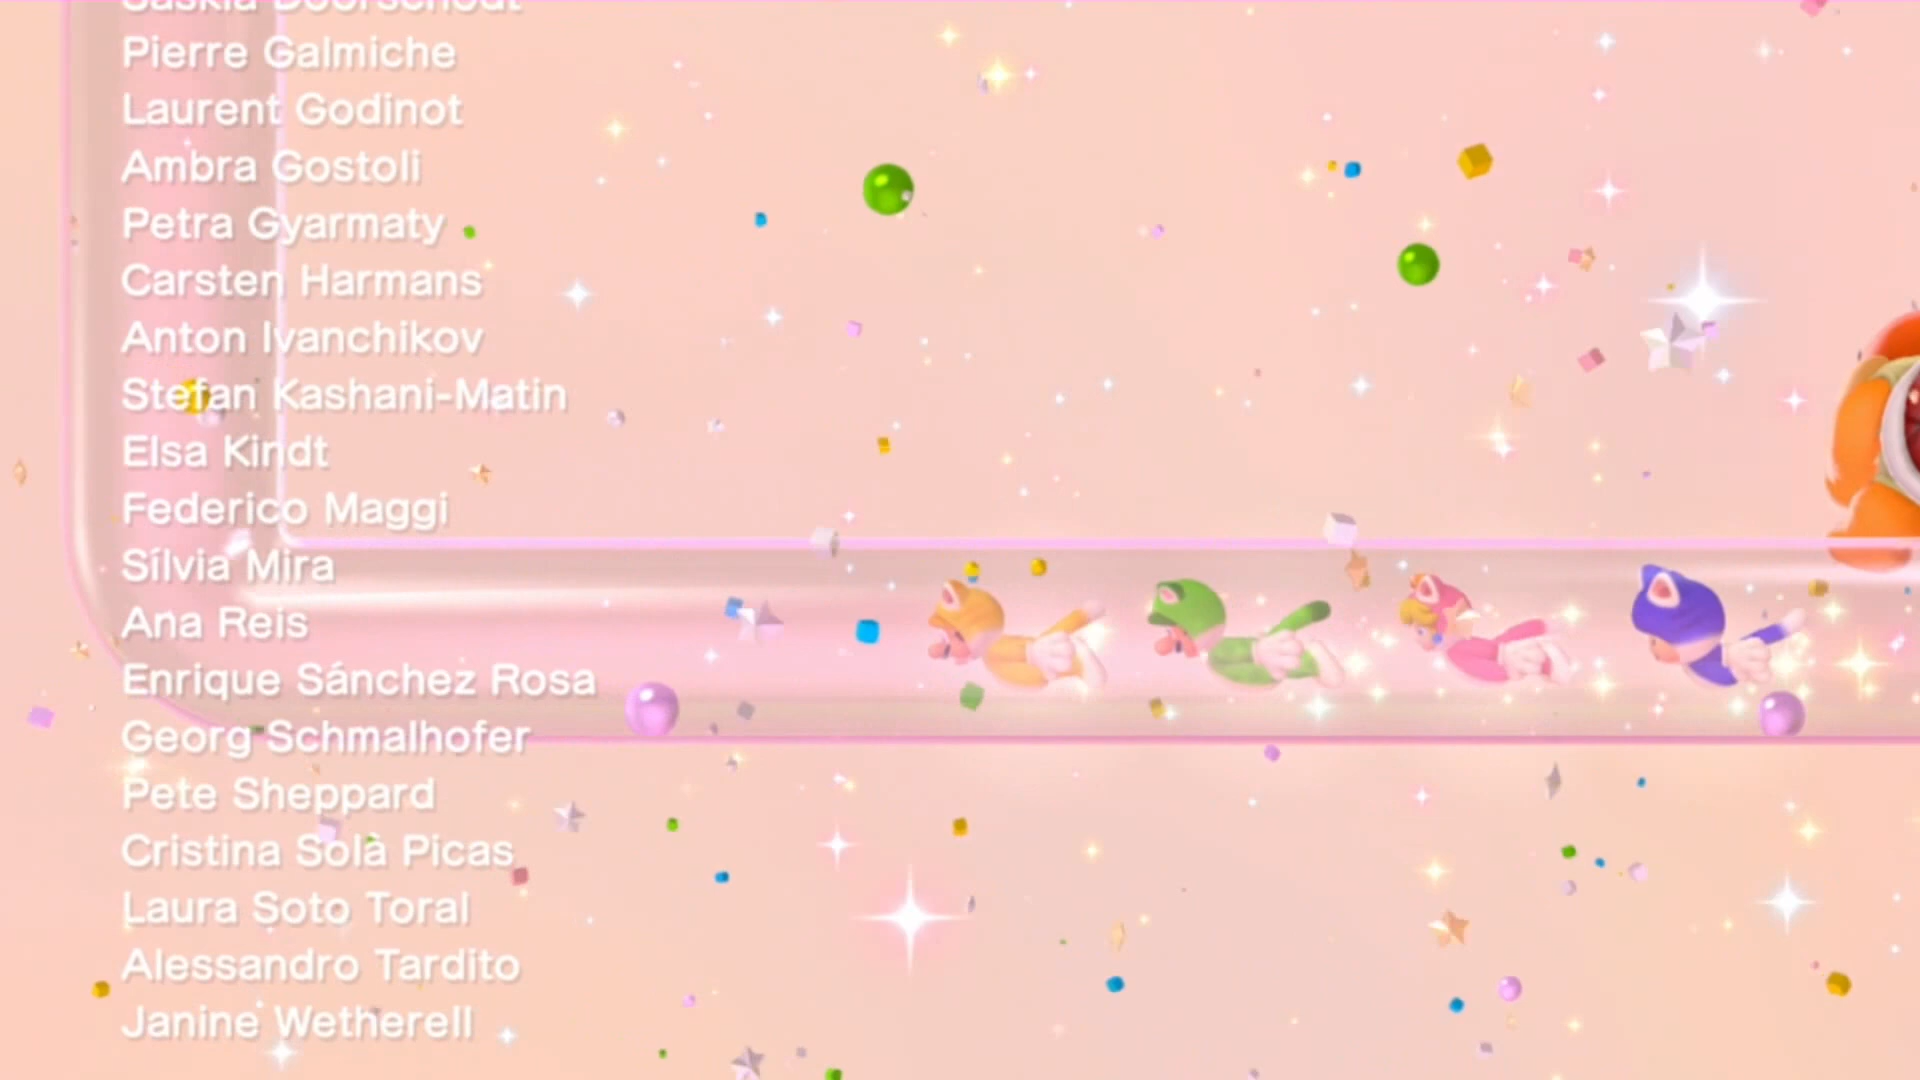 Saskia Doorschodt
Pierre Galmiche
Laurent Godinot
Ambra Gostoli
Petra Gyarmaty
Carsten Harmans
Anton Ivanchikov
Stefan Kashani-Matin
Elsa Kindt
Federico Maggi
Sílvia Mira
Ana Reis
Enrique Sánchez Rosa
Georg Schmalhofer
Pete Sheppard
Cristina Solà Picas
Laura Soto Toral
Alessandro Tardito
Janine Wetherell